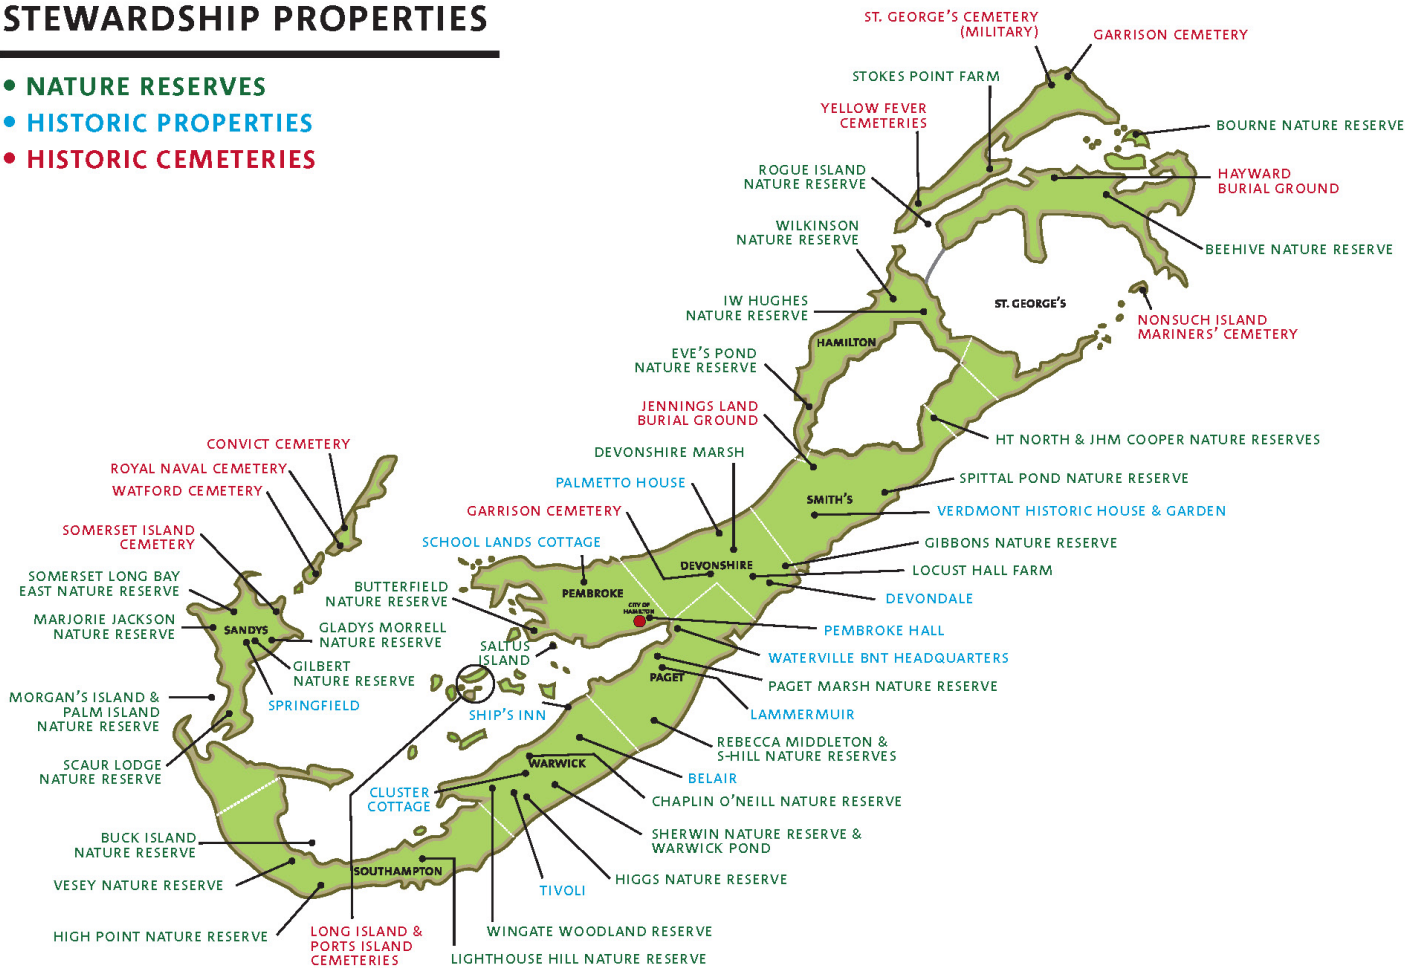 STEWARDSHIP PROPERTIES
• NATURE RESERVES
• HISTORIC PROPERTIES
• HISTORIC CEMETERIES
ST. GEORGE'S CEMETERY
(MILITARY)
GARRISON CEMETERY
STOKES POINT FARM
YELLOW FEVER
CEMETERIES
BOURNE NATURE RESERVE
ROGUE ISLAND
NATURE RESERVE
HAYWARD
BURIAL GROUND
WILKINSON
NATURE RESERVE
BEEHIVE NATURE RESERVE
IW HUGHES
NATURE RESERVE
ST. GEORGE'S
NONSUCH ISLAND
MARINERS' CEMETERY
HAMILTON
EVE'S POND
NATURE RESERVE
JENNINGS LAND
BURIAL GROUND
HT NORTH & JHM COOPER NATURE RESERVES
CONVICT CEMETERY
ROYAL NAVAL CEMETERY
WATFORD CEMETERY
DEVONSHIRE MARSH
PALMETTO HOUSE
SPITTAL POND NATURE RESERVE
SMITH'S
GARRISON CEMETERY
VERDMONT HISTORIC HOUSE & GARDEN
SOMERSET ISLAND
CEMETERY
SCHOOL LANDS COTTAGE
GIBBONS NATURE RESERVE
DEVONSHIRE
LOCUST HALL FARM
SOMERSET LONG BAY
EAST NATURE RESERVE
BUTTERFIELD
NATURE RESERVE
PEMBROKE
DEVONDALE
CITY OF
HAMILTON
MARJORIE JACKSON
NATURE RESERVE
SANDYS
GLADYS MORRELL
NATURE RESERVE
PEMBROKE HALL
SALTUS
ISLAND
WATERVILLE BNT HEADQUARTERS
GILBERT
NATURE RESERVE
PAGET
PAGET MARSH NATURE RESERVE
MORGAN'S ISLAND &
PALM ISLAND
NATURE RESERVE
SPRINGFIELD
SHIP'S INN
LAMMERMUIR
REBECCA MIDDLETON &
S-HILL NATURE RESERVES
SCAUR LODGE
NATURE RESERVE
WARWICK
BELAIR
CLUSTER
COTTAGE
CHAPLIN O'NEILL NATURE RESERVE
BUCK ISLAND
NATURE RESERVE
SHERWIN NATURE RESERVE &
WARWICK POND
SOUTHAMPTON
VESEY NATURE RESERVE
TIVOLI
HIGGS NATURE RESERVE
HIGH POINT NATURE RESERVE
LONG ISLAND &
PORTS ISLAND
CEMETERIES
WINGATE WOODLAND RESERVE
LIGHTHOUSE HILL NATURE RESERVE